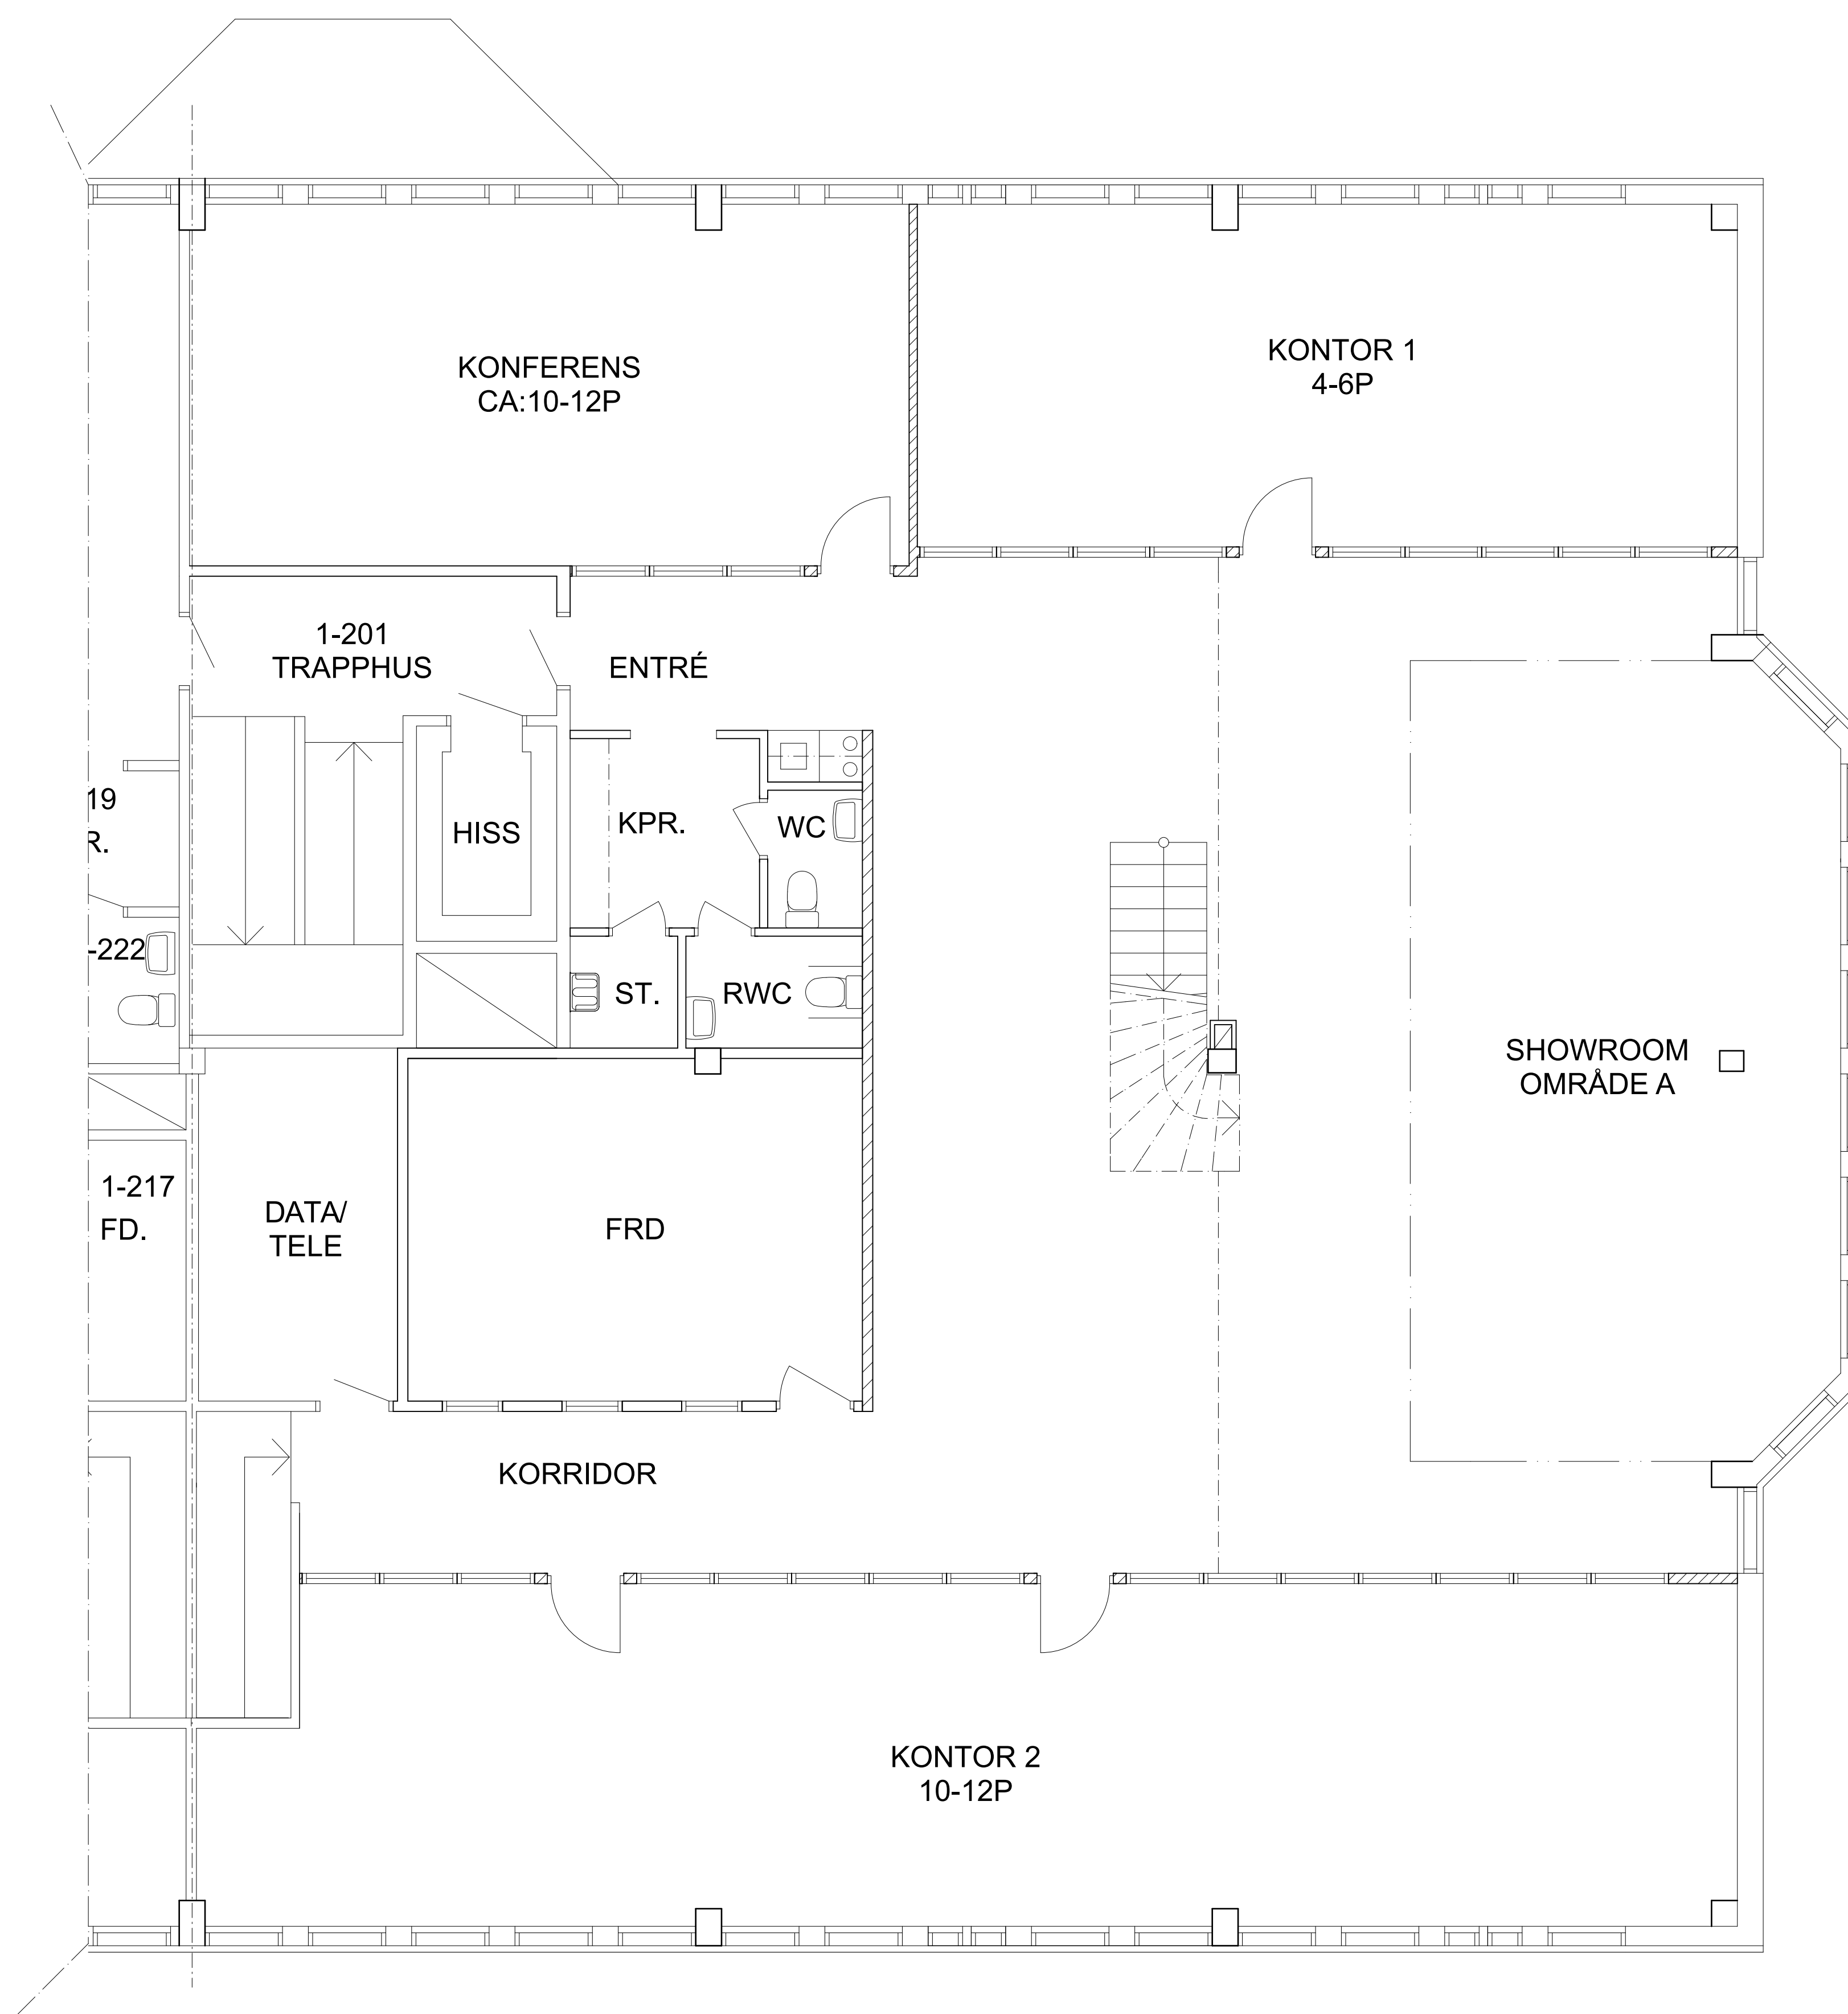 KONFERENS
CA:10-12P
KONTOR 1
4-6P
1-201
TRAPPHUS
ENTRÉ
19
R.
HISS
KPR.
WC
-222
ST.
RWC
SHOWROOM
OMRÅDE A
1-217
FD.
DATA/
TELE
FRD
KORRIDOR
KONTOR 2
10-12P